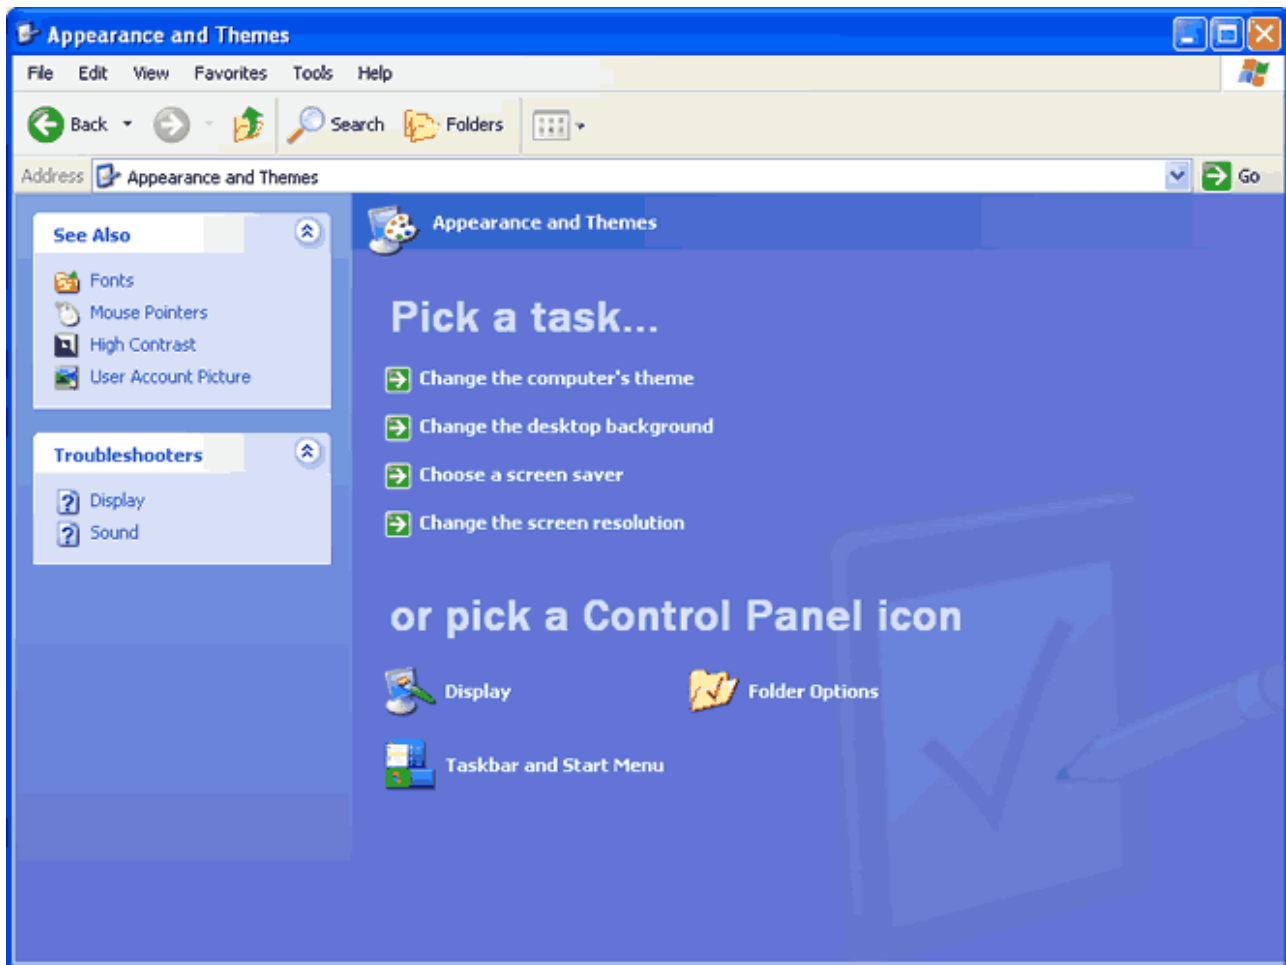 Appearance and Themes
File Edit View Favorites Tools Help
Back Search Folders
Address Appearance and Themes Go
See Also
Fonts
Mouse Pointers
High Contrast
User Account Picture
Troubleshooters
Display
Sound
Appearance and Themes
Pick a task...
Change the computer's theme
Change the desktop background
Choose a screen saver
Change the screen resolution
or pick a Control Panel icon
Display Folder Options
Taskbar and Start Menu